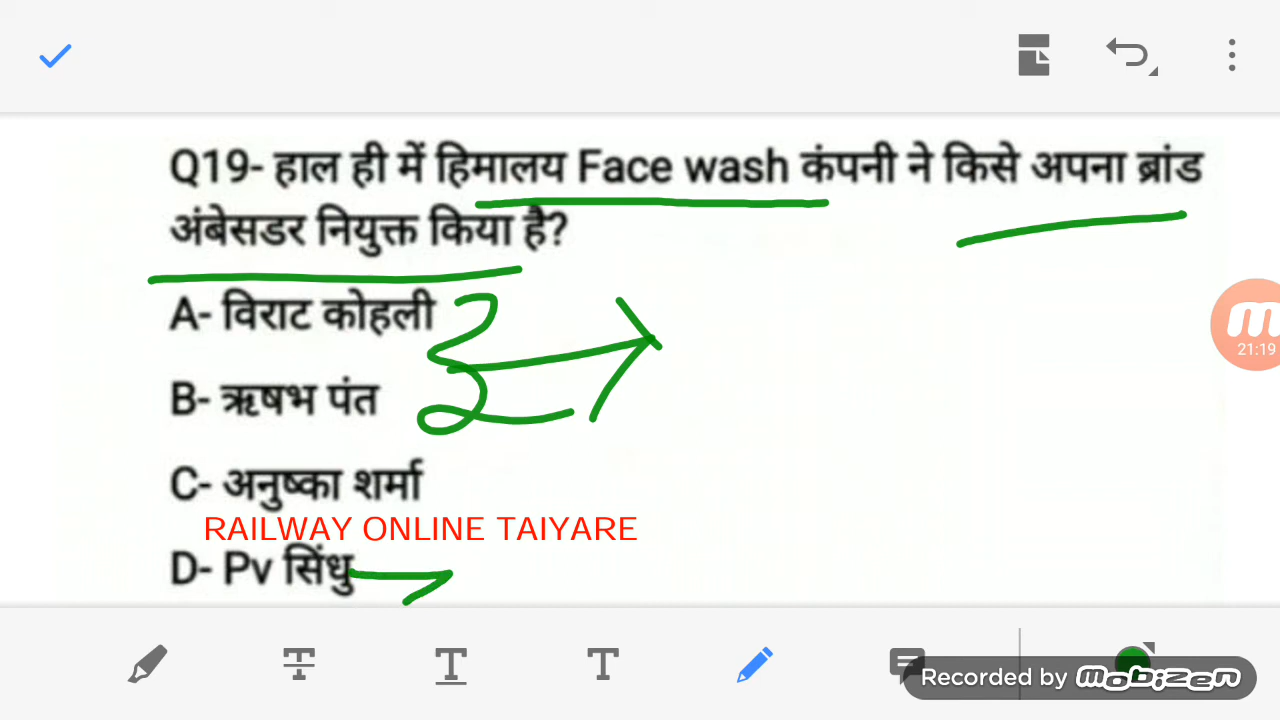 Q19- हाल ही में हिमालय Face wash कंपनी ने किसे अपना ब्रांड
अंबेसडर नियुक्त किया है?
A- विराट कोहली
B- ऋषभ पंत
C- अनुष्का शर्मा
RAILWAY ONLINE TAIYARE
D- Pv सिंधु
21:19
T
T
T
Recorded by mobizen